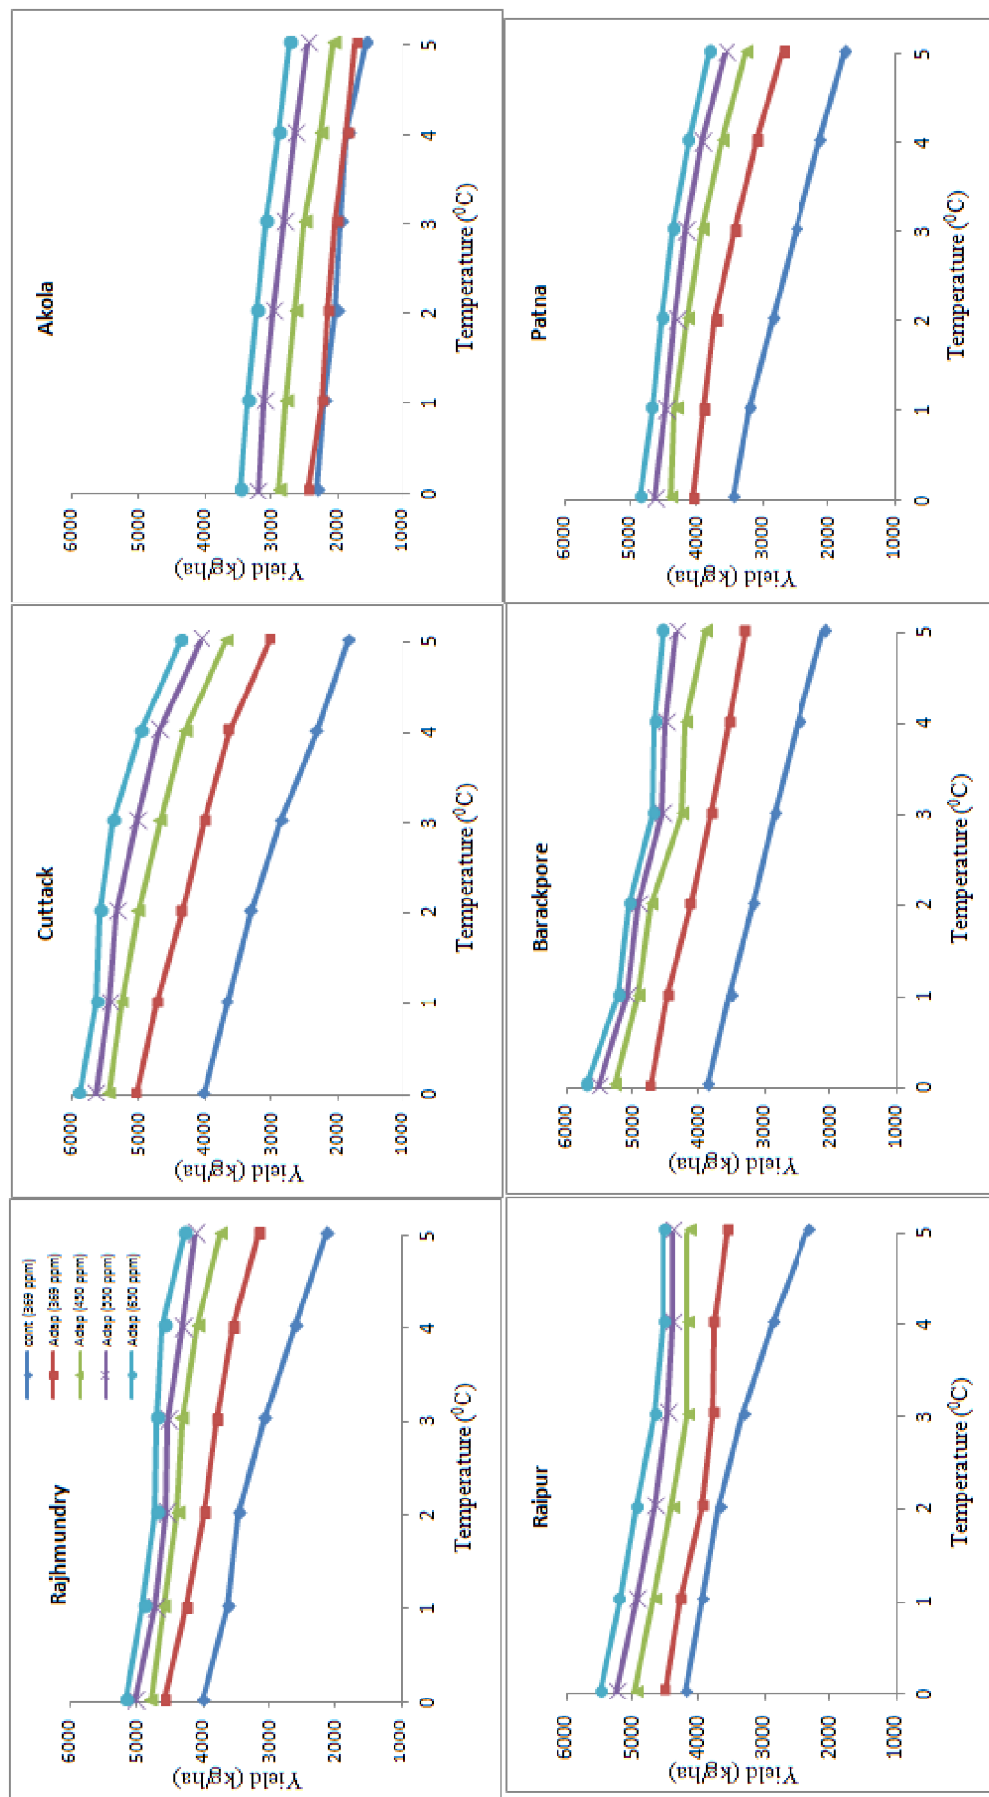 Rajhmundry
cont (369 ppm)
Adap (369 ppm)
Adap (450 ppm)
Adap (550 ppm)
Adap (650 ppm)
6000
5000
4000
3000
2000
1000
Yield (kg/ha)
0 1 2 3 4 5
Temperature (⁰C)
Cuttack
6000
5000
4000
3000
2000
1000
Yield (kg/ha)
0 1 2 3 4 5
Temperature (⁰C)
Akola
6000
5000
4000
3000
2000
1000
Yield (kg/ha)
0 1 2 3 4 5
Temperature (⁰C)
Raipur
6000
5000
4000
3000
2000
1000
Yield (kg/ha)
0 1 2 3 4 5
Temperature (⁰C)
Barackpore
6000
5000
4000
3000
2000
1000
Yield (kg/ha)
0 1 2 3 4 5
Temperature (⁰C)
Patna
6000
5000
4000
3000
2000
1000
Yield (kg/ha)
0 1 2 3 4 5
Temperature (⁰C)